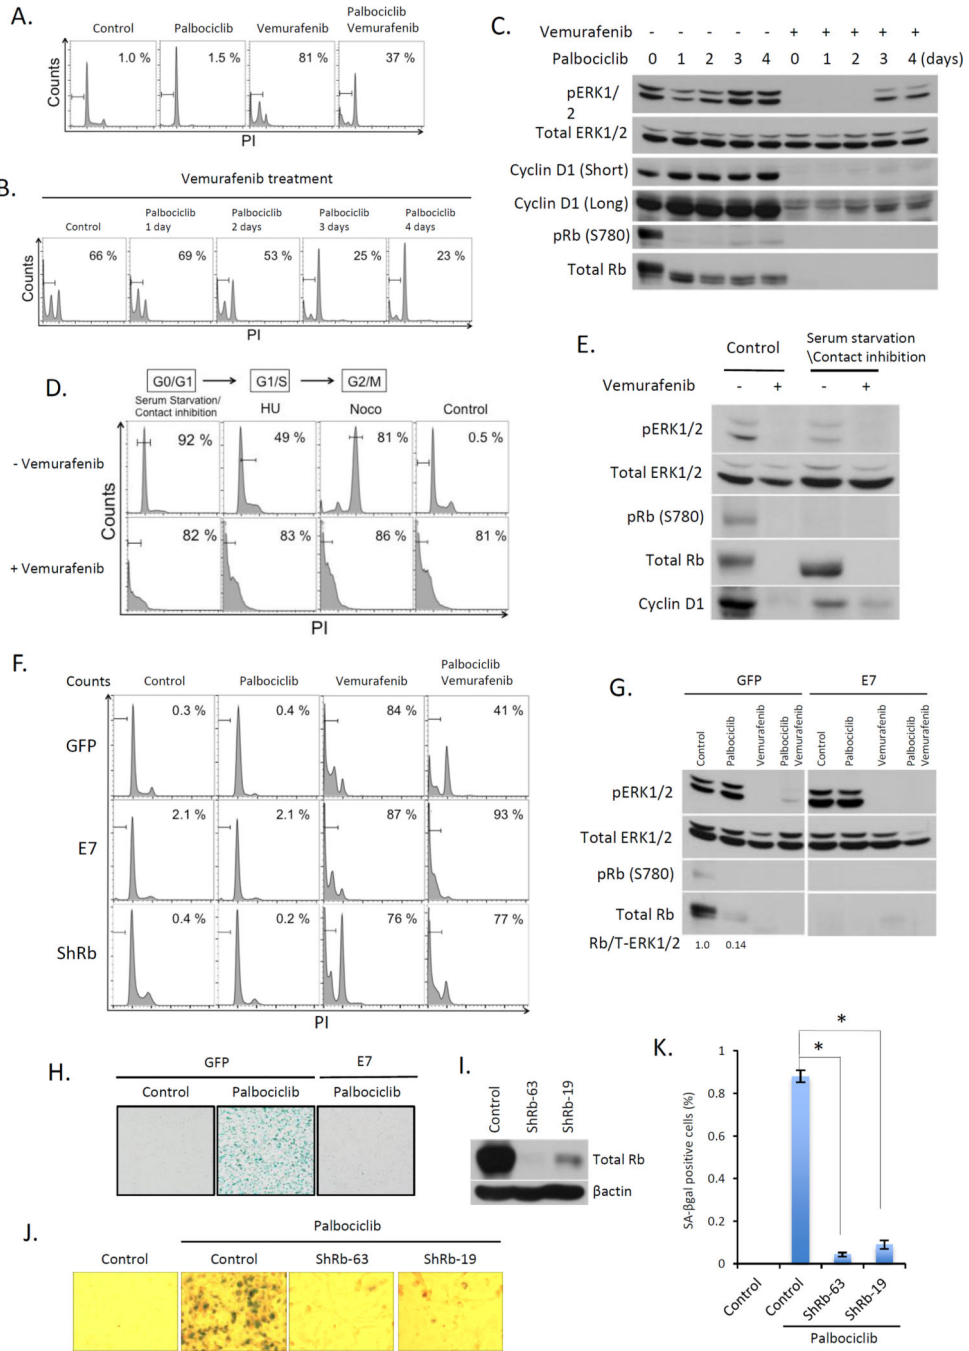 A.
Control Palbociclib Vemurafenib Palbociclib Vemurafenib
1.0 % 1.5 % 81 % 37 %
Counts
PI
B.
Vemurafenib treatment
Control Palbociclib 1 day Palbociclib 2 days Palbociclib 3 days Palbociclib 4 days
66 % 69 % 53 % 25 % 23 %
Counts
PI
C.
Vemurafenib - - - - - + + + + +
Palbociclib 0 1 2 3 4 0 1 2 3 4 (days)
pERK1/
2
Total ERK1/2
Cyclin D1 (Short)
Cyclin D1 (Long)
pRb (S780)
Total Rb
D.
G0/G1 G1/S G2/M
Serum Starvation/
Contact inhibition HU Noco Control
- Vemurafenib 92 % 49 % 81 % 0.5 %
Counts
+ Vemurafenib 82 % 83 % 86 % 81 %
PI
E.
Control Serum starvation
\Contact inhibition
Vemurafenib - + - +
pERK1/2
Total ERK1/2
pRb (S780)
Total Rb
Cyclin D1
F.
Counts Control Palbociclib Vemurafenib Palbociclib Vemurafenib
GFP 0.3 % 0.4 % 84 % 41 %
E7 2.1 % 2.1 % 87 % 93 %
ShRb 0.4 % 0.2 % 76 % 77 %
PI
G.
GFP E7
Control Palbociclib Vemurafenib Palbociclib Vemurafenib Control Palbociclib Vemurafenib Palbociclib Vemurafenib
pERK1/2
Total ERK1/2
pRb (S780)
Total Rb
Rb/T-ERK1/2 1.0 0.14
H.
GFP E7
Control Palbociclib Palbociclib
I.
Control ShRb-63 ShRb-19
Total Rb
βactin
J.
Palbociclib
Control Control ShRb-63 ShRb-19
K.
* *
SA-βgal positive cells (%)
1
0.8
0.6
0.4
0.2
0
Control Control ShRb-63 ShRb-19
Palbociclib